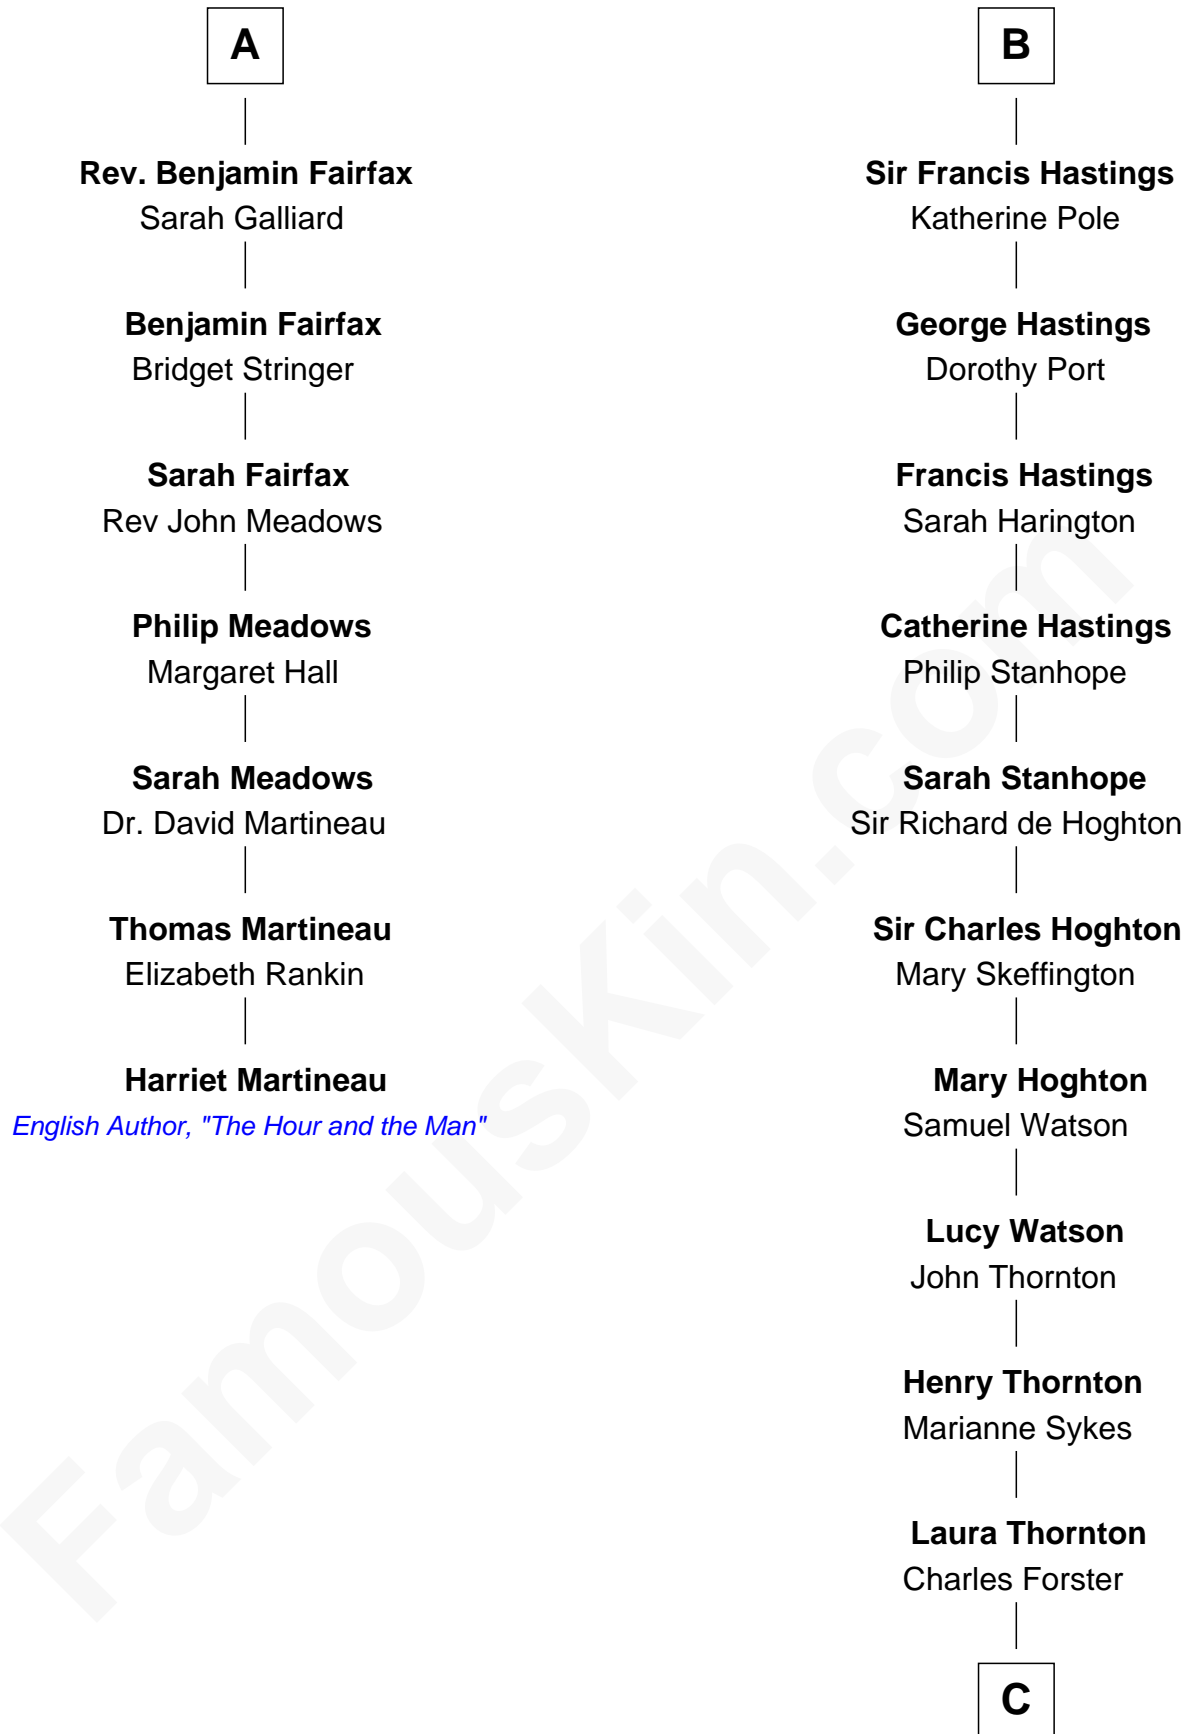 A
Rev. Benjamin Fairfax
Sarah Galliard
Benjamin Fairfax
Bridget Stringer
Sarah Fairfax
Rev John Meadows
Philip Meadows
Margaret Hall
Sarah Meadows
Dr. David Martineau
Thomas Martineau
Elizabeth Rankin
Harriet Martineau
English Author, "The Hour and the Man"
B
Sir Francis Hastings
Katherine Pole
George Hastings
Dorothy Port
Francis Hastings
Sarah Harington
Catherine Hastings
Philip Stanhope
Sarah Stanhope
Sir Richard de Hoghton
Sir Charles Hoghton
Mary Skeffington
Mary Hoghton
Samuel Watson
Lucy Watson
John Thornton
Henry Thornton
Marianne Sykes
Laura Thornton
Charles Forster
C
FamousKin.com